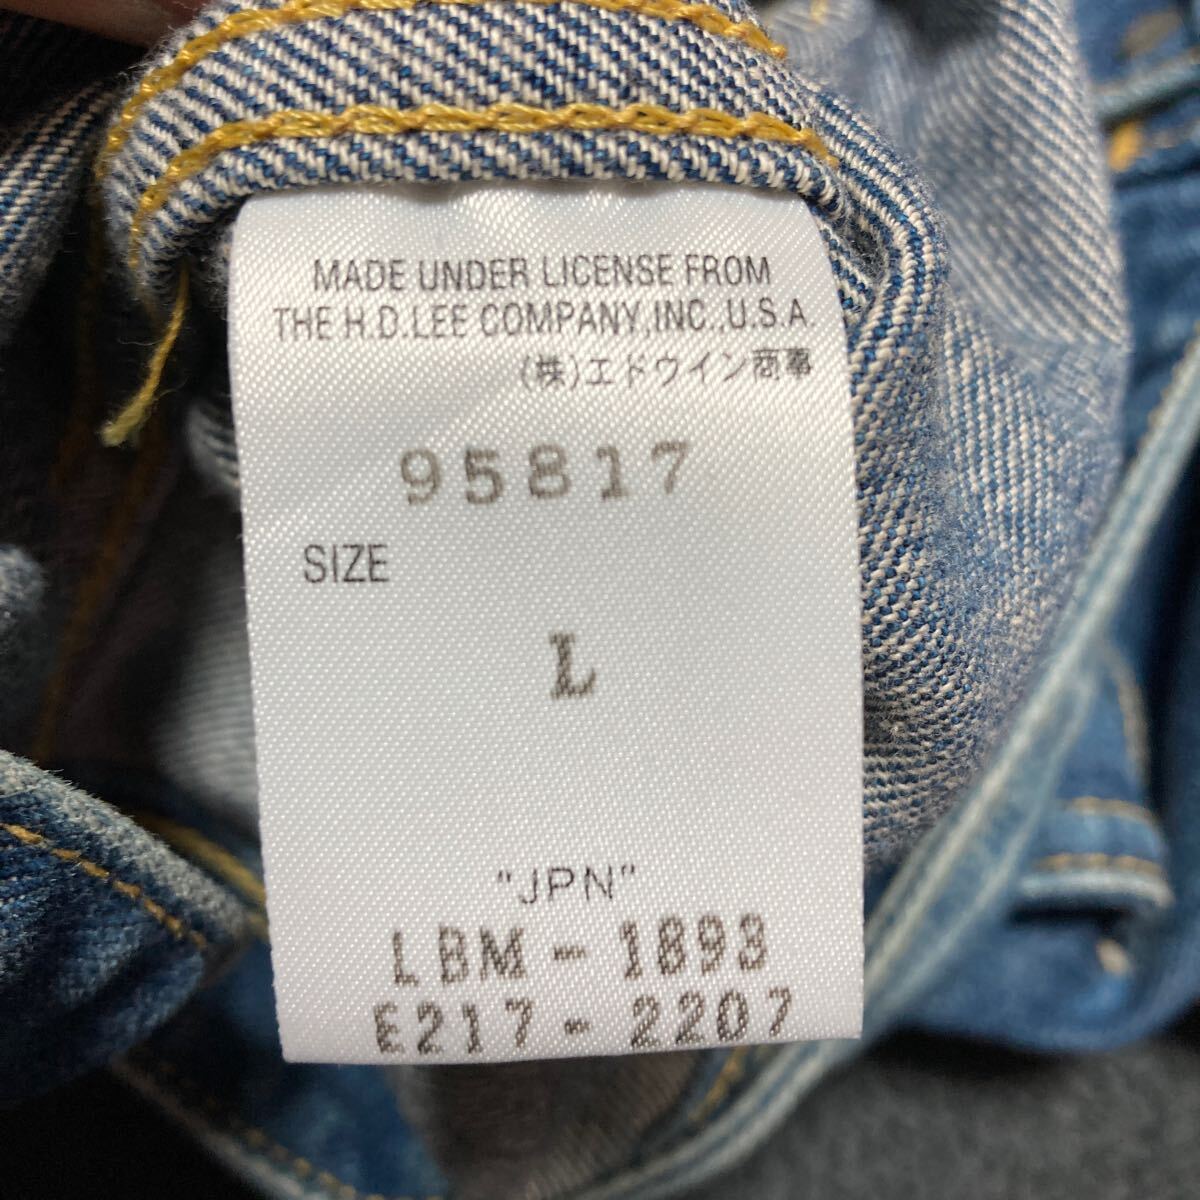 MADE UNDER LICENSE FROM
THE H.D.LEE COMPANY,INC.,U.S.A.
(株)エドウイン商事
95817
SIZE
L
"JPN"
LBM-1893
E217-2207